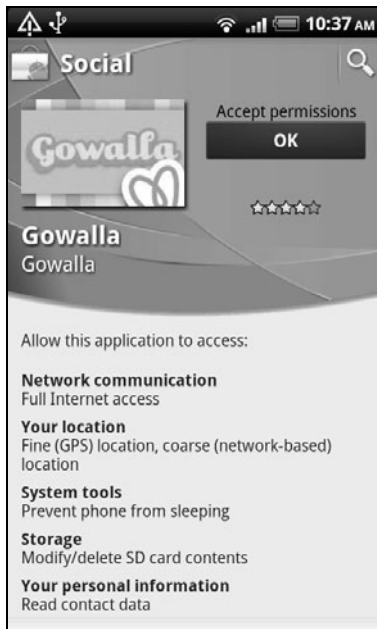 10:37 AM
Social
Gowalla
Accept permissions
OK
Gowalla
Gowalla
Allow this application to access:
Network communication
Full Internet access
Your location
Fine (GPS) location, coarse (network-based)
location
System tools
Prevent phone from sleeping
Storage
Modify/delete SD card contents
Your personal information
Read contact data